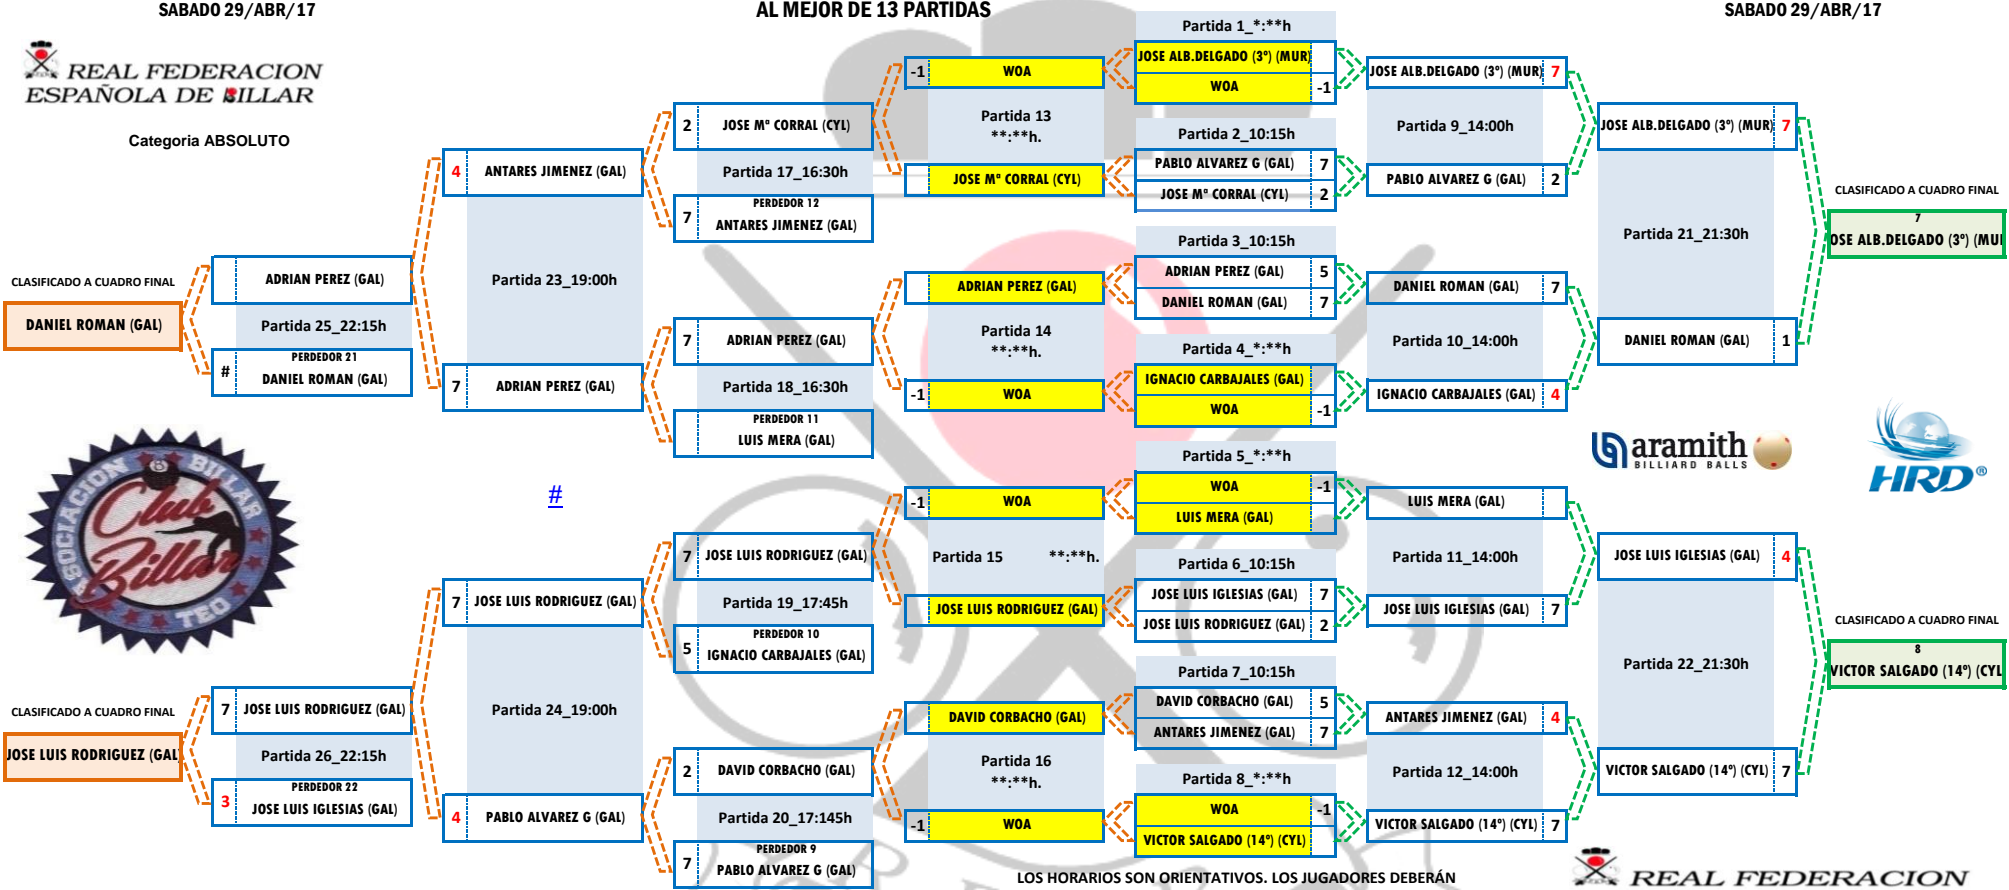 SABADO 29/ABR/17
AL MEJOR DE 13 PARTIDAS
SABADO 29/ABR/17
REAL FEDERACION
ESPAÑOLA DE BILLAR
Categoria ABSOLUTO
CLASIFICADO A CUADRO FINAL
DANIEL ROMAN (GAL)
ADRIAN PEREZ (GAL)
Partida 25_22:15h
PERDEDOR 21
# DANIEL ROMAN (GAL)
ASOCIACION BILLAR
Club
Billar
TEO
CLASIFICADO A CUADRO FINAL
JOSE LUIS RODRIGUEZ (GAL)
7 JOSE LUIS RODRIGUEZ (GAL)
Partida 26_22:15h
PERDEDOR 22
3 JOSE LUIS IGLESIAS (GAL)
4 ANTARES JIMENEZ (GAL)
Partida 23_19:00h
7 ADRIAN PEREZ (GAL)
#
7 JOSE LUIS RODRIGUEZ (GAL)
Partida 24_19:00h
4 PABLO ALVAREZ G (GAL)
2 JOSE Mª CORRAL (CYL)
Partida 17_16:30h
PERDEDOR 12
7 ANTARES JIMENEZ (GAL)
7 ADRIAN PEREZ (GAL)
Partida 18_16:30h
PERDEDOR 11
LUIS MERA (GAL)
7 JOSE LUIS RODRIGUEZ (GAL)
Partida 19_17:45h
PERDEDOR 10
5 IGNACIO CARBAJALES (GAL)
2 DAVID CORBACHO (GAL)
Partida 20_17:145h
PERDEDOR 9
7 PABLO ALVAREZ G (GAL)
-1 WOA
Partida 13
**:**h.
JOSE Mª CORRAL (CYL)
ADRIAN PEREZ (GAL)
Partida 14
**:**h.
-1 WOA
-1 WOA
Partida 15 **:**h.
JOSE LUIS RODRIGUEZ (GAL)
DAVID CORBACHO (GAL)
Partida 16
**:**h.
-1 WOA
Partida 1_*:**h
JOSE ALB.DELGADO (3º) (MUR)
WOA -1
Partida 2_10:15h
PABLO ALVAREZ G (GAL) 7
JOSE Mª CORRAL (CYL) 2
Partida 3_10:15h
ADRIAN PEREZ (GAL) 5
DANIEL ROMAN (GAL) 7
Partida 4_*:**h
IGNACIO CARBAJALES (GAL)
WOA -1
Partida 5_*:**h
WOA -1
LUIS MERA (GAL)
Partida 6_10:15h
JOSE LUIS IGLESIAS (GAL) 7
JOSE LUIS RODRIGUEZ (GAL) 2
Partida 7_10:15h
DAVID CORBACHO (GAL) 5
ANTARES JIMENEZ (GAL) 7
Partida 8_*:**h
WOA -1
VICTOR SALGADO (14º) (CYL)
LOS HORARIOS SON ORIENTATIVOS. LOS JUGADORES DEBERÁN
JOSE ALB.DELGADO (3º) (MUR) 7
Partida 9_14:00h
PABLO ALVAREZ G (GAL) 2
DANIEL ROMAN (GAL) 7
Partida 10_14:00h
IGNACIO CARBAJALES (GAL) 4
LUIS MERA (GAL)
Partida 11_14:00h
JOSE LUIS IGLESIAS (GAL) 7
ANTARES JIMENEZ (GAL) 4
Partida 12_14:00h
VICTOR SALGADO (14º) (CYL) 7
JOSE ALB.DELGADO (3º) (MUR) 7
Partida 21_21:30h
DANIEL ROMAN (GAL) 1
aramith
BILLIARD BALLS
HRD®
JOSE LUIS IGLESIAS (GAL) 4
Partida 22_21:30h
VICTOR SALGADO (14º) (CYL) 7
CLASIFICADO A CUADRO FINAL
7
OSE ALB.DELGADO (3º) (MU
CLASIFICADO A CUADRO FINAL
8
VICTOR SALGADO (14º) (CYL
REAL FEDERACION